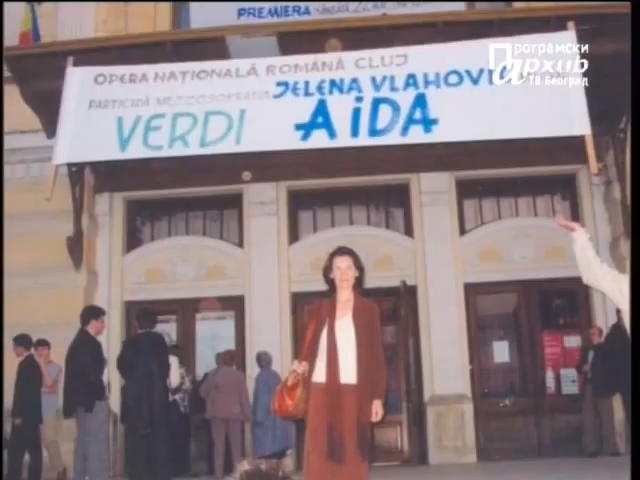 PREMIERA
Програмски
Архив
ТВ Београд
OPERA NAȚIONALĂ ROMÂNĂ CLUJ
PARTICIPĂ MEZZOSOPRANA JELENA VLAHOVIĆ
VERDI AIDA